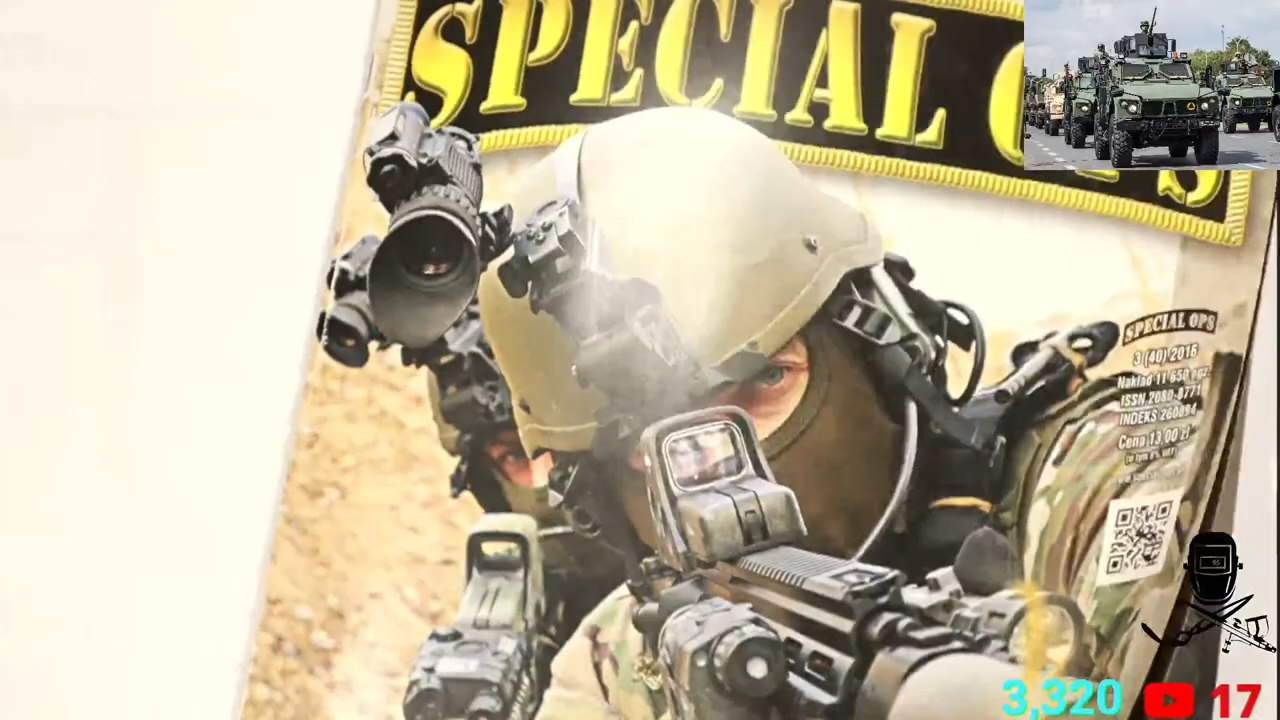 SPECIAL OPS
SPECIAL OPS
3 (40) 2016
Nakład 11 650 egz.
ISSN 2080-8771
INDEKS 260894
Cena 13,00 zł
3,320
17